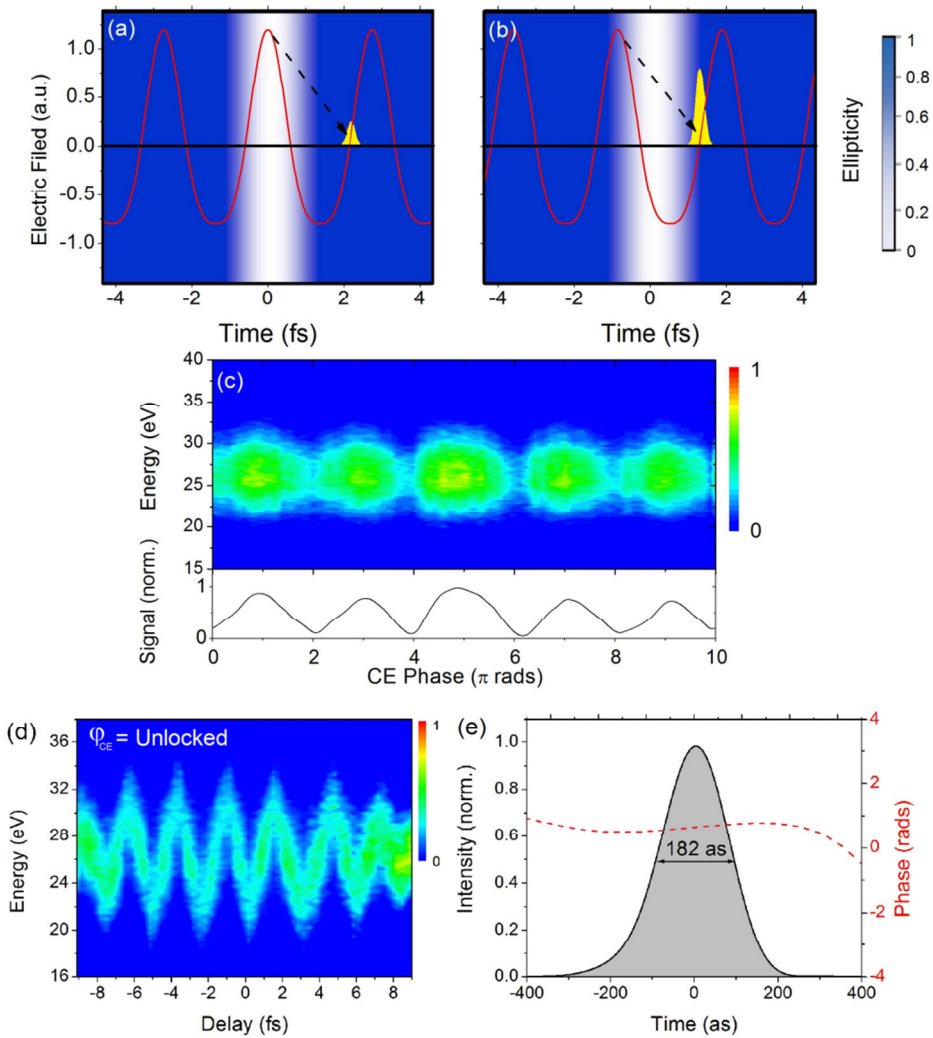 (a)
(b)
Electric Filed (a.u.)
1.0
0.5
0.0
-0.5
-1.0
-4 -2 0 2 4
-4 -2 0 2 4
Time (fs)
Time (fs)
1
0.8
0.6
0.4
0.2
0
Ellipticity
(c)
Energy (eV)
40
35
30
25
20
15
1
0
Signal (norm.)
1
0
0 2 4 6 8 10
CE Phase (π rads)
(d)
φCE = Unlocked
Energy (eV)
36
32
28
24
20
16
1
0
-8 -6 -4 -2 0 2 4 6 8
Delay (fs)
(e)
Intensity (norm.)
1.0
0.8
0.6
0.4
0.2
0.0
182 as
4
2
0
-2
-4
Phase (rads)
-400 -200 0 200 400
Time (as)